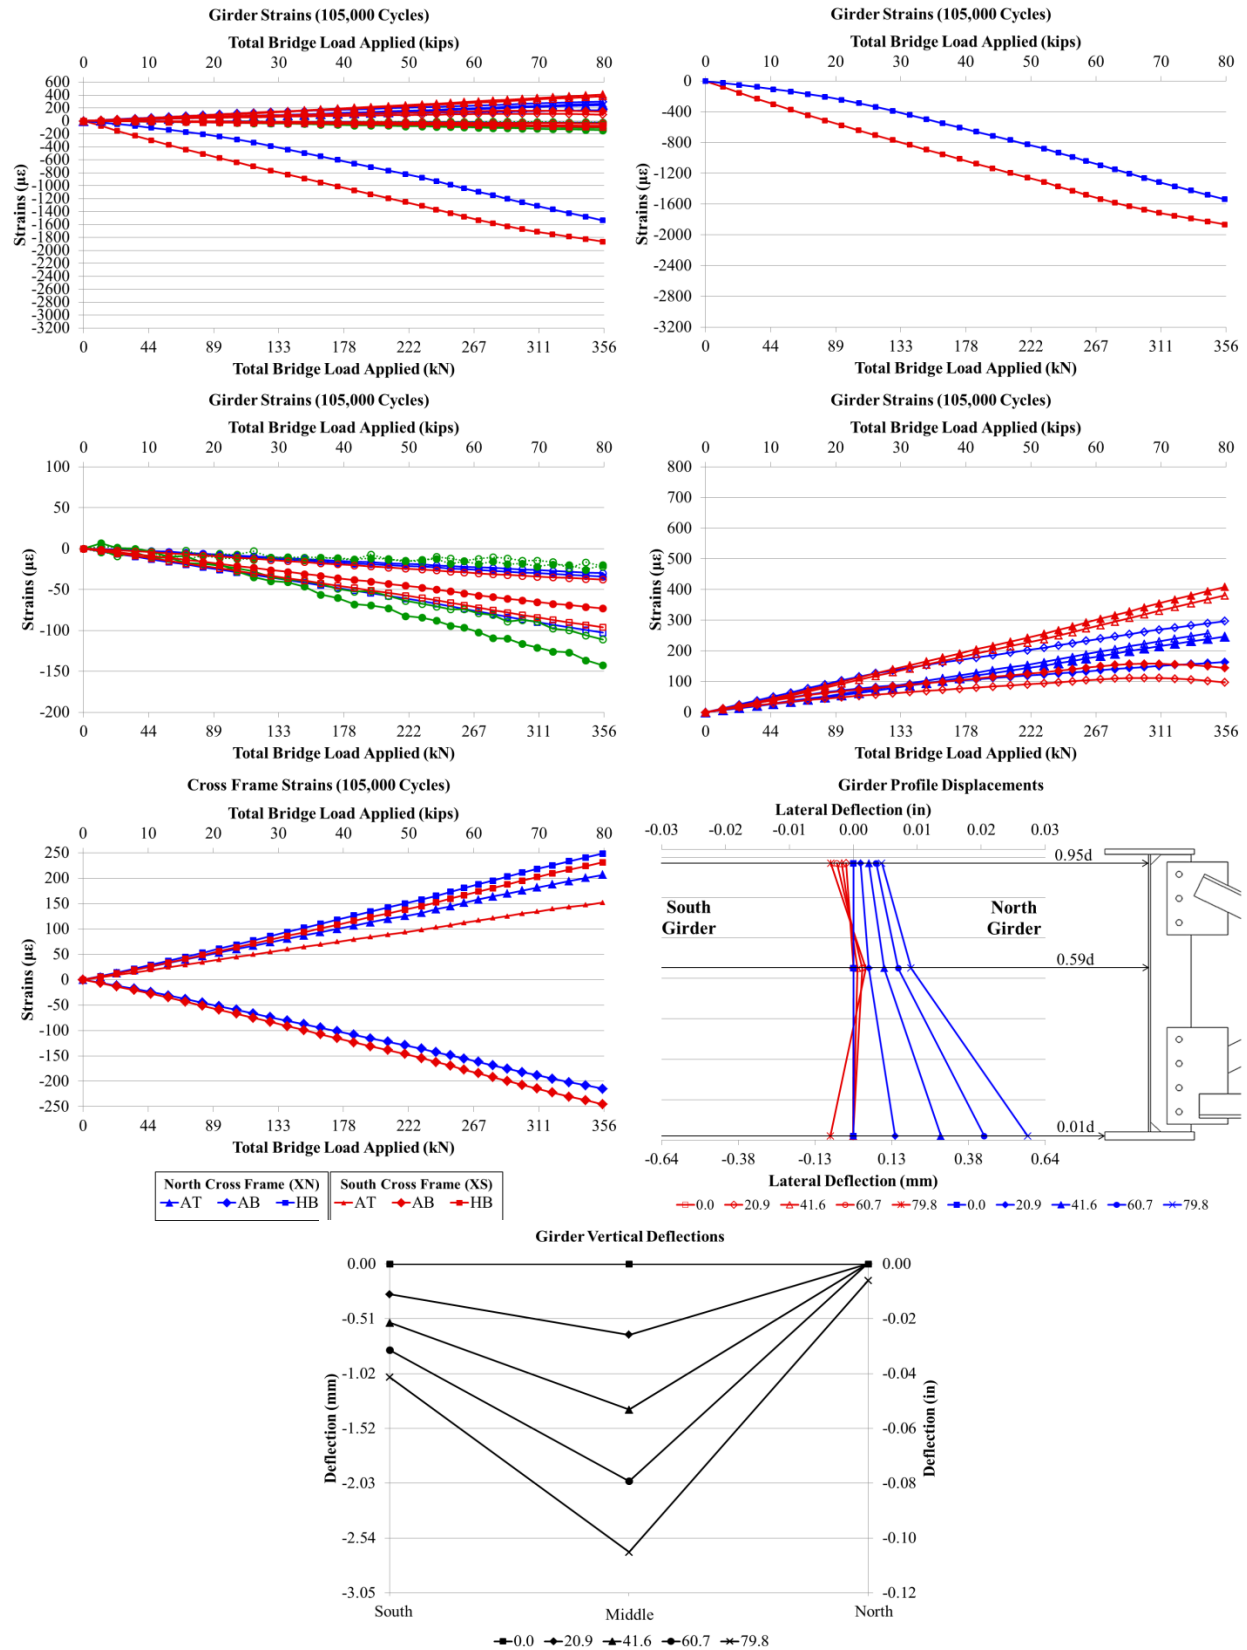 Girder Strains (105,000 Cycles)
Total Bridge Load Applied (kips)
0 10 20 30 40 50 60 70 80
Strains (µε)
600
400
200
0
-200
-400
-600
-800
-1000
-1200
-1400
-1600
-1800
-2000
-2200
-2400
-2600
-2800
-3000
-3200
0 44 89 133 178 222 267 311 356
Total Bridge Load Applied (kN)
Girder Strains (105,000 Cycles)
Total Bridge Load Applied (kips)
0 10 20 30 40 50 60 70 80
Strains (µε)
0
-400
-800
-1200
-1600
-2000
-2400
-2800
-3200
0 44 89 133 178 222 267 311 356
Total Bridge Load Applied (kN)
Girder Strains (105,000 Cycles)
Total Bridge Load Applied (kips)
0 10 20 30 40 50 60 70 80
Strains (µε)
100
50
0
-50
-100
-150
-200
0 44 89 133 178 222 267 311 356
Total Bridge Load Applied (kN)
Girder Strains (105,000 Cycles)
Total Bridge Load Applied (kips)
0 10 20 30 40 50 60 70 80
Strains (µε)
800
700
600
500
400
300
200
100
0
0 44 89 133 178 222 267 311 356
Total Bridge Load Applied (kN)
Cross Frame Strains (105,000 Cycles)
Total Bridge Load Applied (kips)
0 10 20 30 40 50 60 70 80
Strains (µε)
250
200
150
100
50
0
-50
-100
-150
-200
-250
0 44 89 133 178 222 267 311 356
Total Bridge Load Applied (kN)
North Cross Frame (XN) South Cross Frame (XS)
AT AB HB AT AB HB
Girder Profile Displacements
Lateral Deflection (in)
-0.03 -0.02 -0.01 0.00 0.01 0.02 0.03
0.95d
South Girder
North Girder
0.59d
0.01d
-0.64 -0.38 -0.13 0.13 0.38 0.64
Lateral Deflection (mm)
0.0 20.9 41.6 60.7 79.8 0.0 20.9 41.6 60.7 79.8
Girder Vertical Deflections
Deflection (mm)
0.00
-0.51
-1.02
-1.52
-2.03
-2.54
-3.05
0.00
-0.02
-0.04
-0.06
-0.08
-0.10
-0.12
Deflection (in)
South Middle North
0.0 20.9 41.6 60.7 79.8